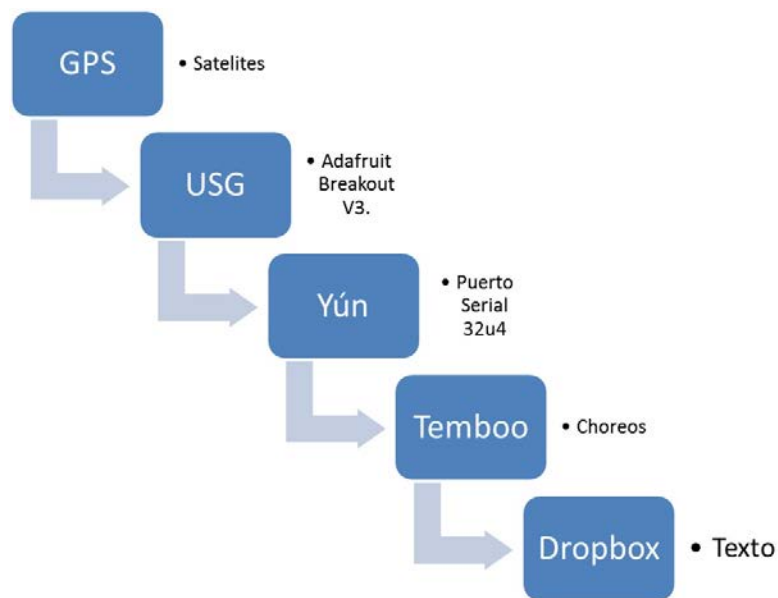 GPS
• Satelites
USG
• Adafruit
Breakout
V3.
Yún
• Puerto
Serial
32u4
Temboo
• Choreos
Dropbox
• Texto